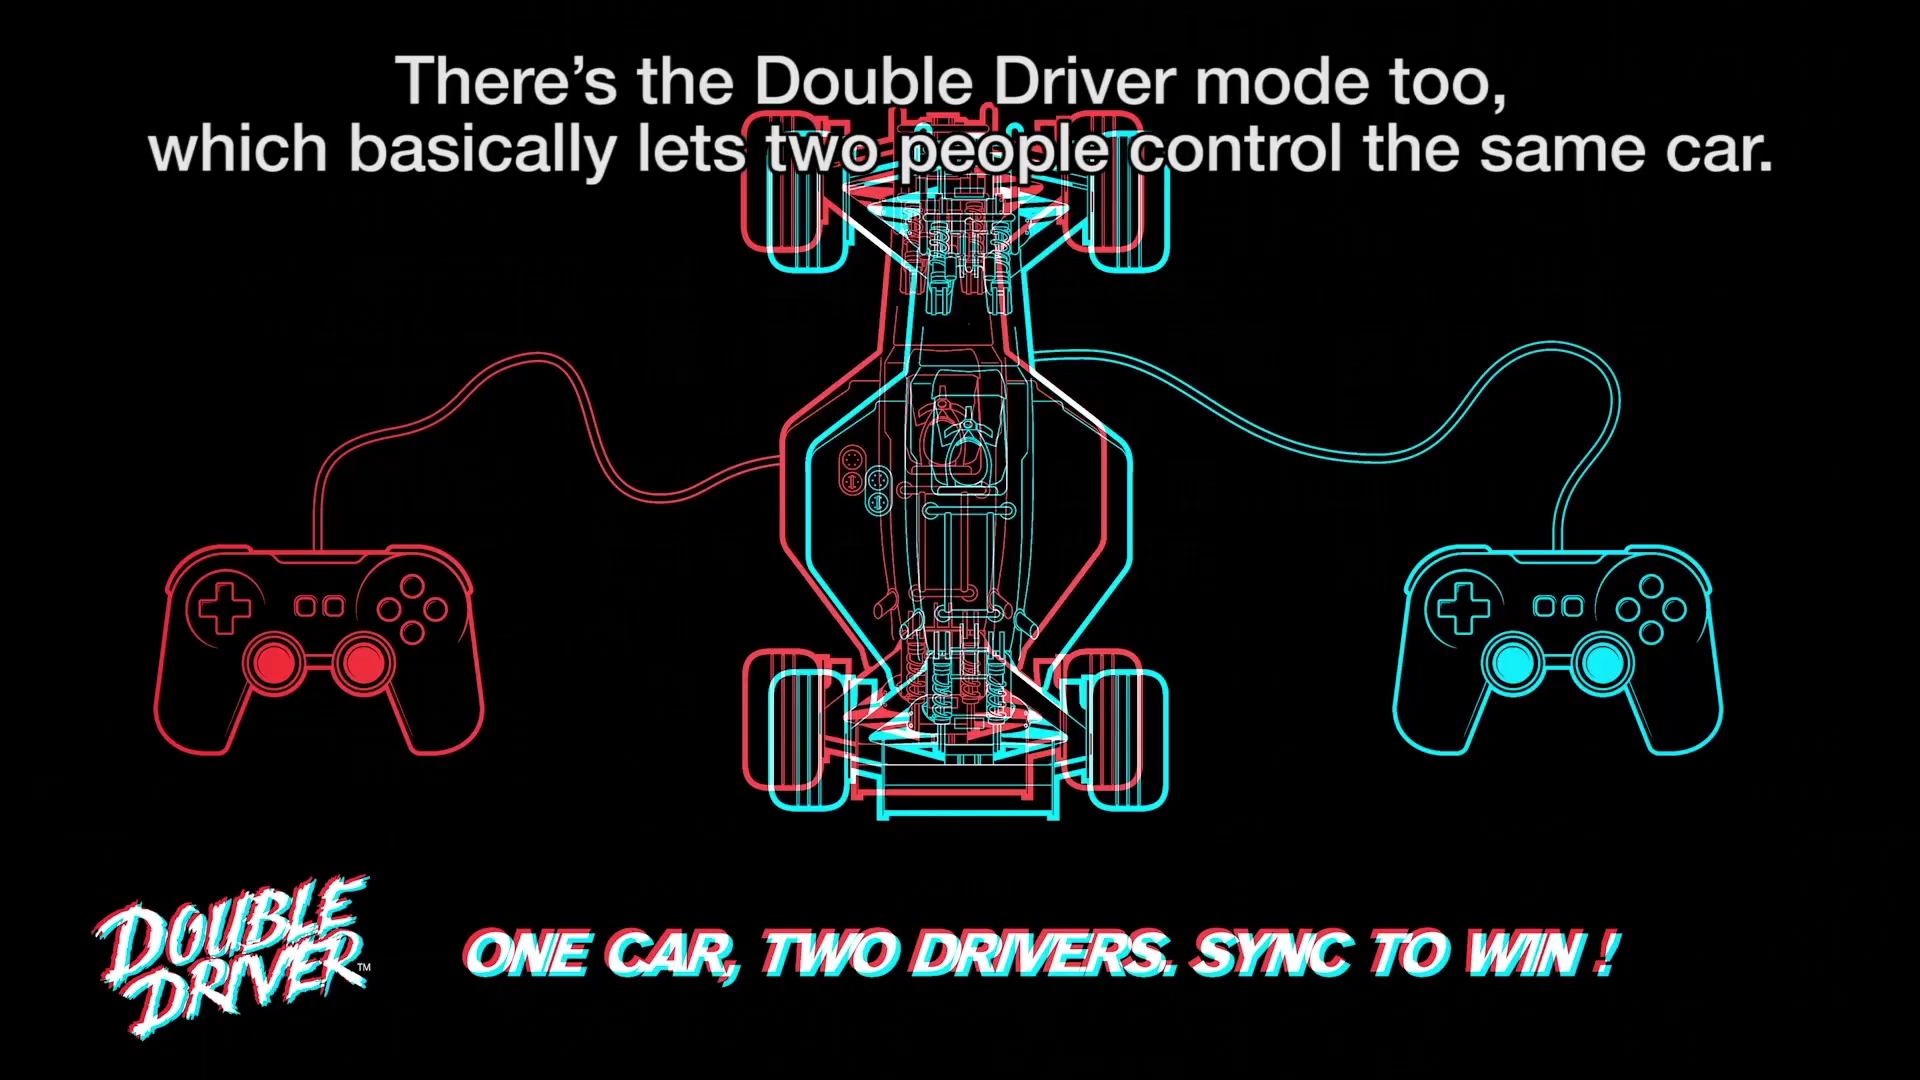 There’s the Double Driver mode too,
which basically lets two people control the same car.
DOUBLE
DRIVER™
ONE CAR, TWO DRIVERS. SYNC TO WIN !